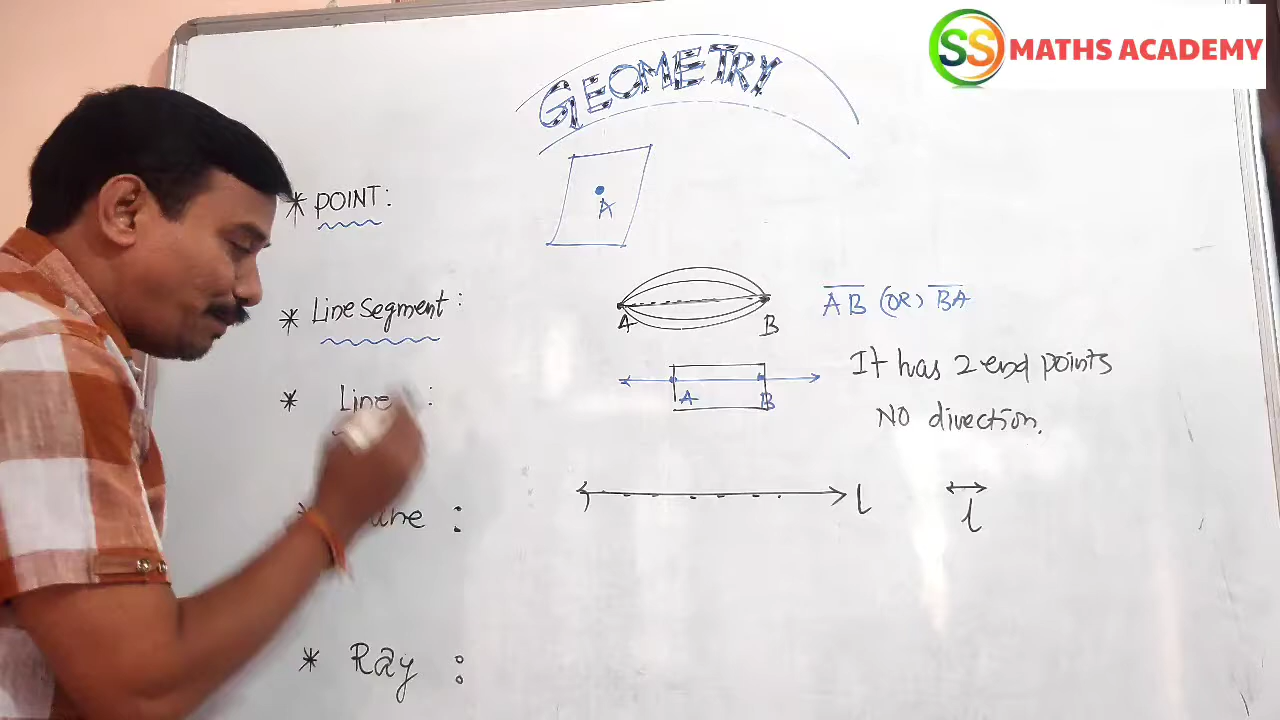 SS MATHS ACADEMY
GEOMETRY
* POINT:
A
* Line segment:
A B
AB (OR) BA
It has 2 end points
A B
NO direction.
* Line :
l
l
* Ray :